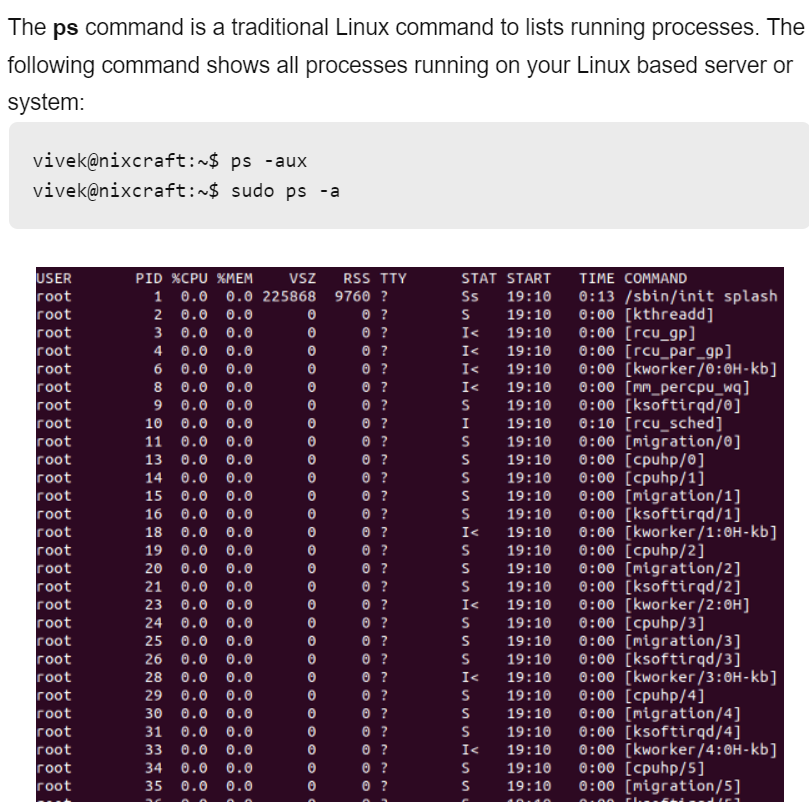 The ps command is a traditional Linux command to lists running processes. The
following command shows all processes running on your Linux based server or
system:
vivek@nixcraft:~$ ps -aux
vivek@nixcraft:~$ sudo ps -a
USER PID %CPU %MEM VSZ RSS TTY STAT START TIME COMMAND
root 1 0.0 0.0 225868 9760 ? Ss 19:10 0:13 /sbin/init splash
root 2 0.0 0.0 0 0 ? S 19:10 0:00 [kthreadd]
root 3 0.0 0.0 0 0 ? I< 19:10 0:00 [rcu_gp]
root 4 0.0 0.0 0 0 ? I< 19:10 0:00 [rcu_par_gp]
root 6 0.0 0.0 0 0 ? I< 19:10 0:00 [kworker/0:0H-kb]
root 8 0.0 0.0 0 0 ? I< 19:10 0:00 [mm_percpu_wq]
root 9 0.0 0.0 0 0 ? S 19:10 0:00 [ksoftirqd/0]
root 10 0.0 0.0 0 0 ? I 19:10 0:10 [rcu_sched]
root 11 0.0 0.0 0 0 ? S 19:10 0:00 [migration/0]
root 13 0.0 0.0 0 0 ? S 19:10 0:00 [cpuhp/0]
root 14 0.0 0.0 0 0 ? S 19:10 0:00 [cpuhp/1]
root 15 0.0 0.0 0 0 ? S 19:10 0:00 [migration/1]
root 16 0.0 0.0 0 0 ? S 19:10 0:00 [ksoftirqd/1]
root 18 0.0 0.0 0 0 ? I< 19:10 0:00 [kworker/1:0H-kb]
root 19 0.0 0.0 0 0 ? S 19:10 0:00 [cpuhp/2]
root 20 0.0 0.0 0 0 ? S 19:10 0:00 [migration/2]
root 21 0.0 0.0 0 0 ? S 19:10 0:00 [ksoftirqd/2]
root 23 0.0 0.0 0 0 ? I< 19:10 0:00 [kworker/2:0H]
root 24 0.0 0.0 0 0 ? S 19:10 0:00 [cpuhp/3]
root 25 0.0 0.0 0 0 ? S 19:10 0:00 [migration/3]
root 26 0.0 0.0 0 0 ? S 19:10 0:00 [ksoftirqd/3]
root 28 0.0 0.0 0 0 ? I< 19:10 0:00 [kworker/3:0H-kb]
root 29 0.0 0.0 0 0 ? S 19:10 0:00 [cpuhp/4]
root 30 0.0 0.0 0 0 ? S 19:10 0:00 [migration/4]
root 31 0.0 0.0 0 0 ? S 19:10 0:00 [ksoftirqd/4]
root 33 0.0 0.0 0 0 ? I< 19:10 0:00 [kworker/4:0H-kb]
root 34 0.0 0.0 0 0 ? S 19:10 0:00 [cpuhp/5]
root 35 0.0 0.0 0 0 ? S 19:10 0:00 [migration/5]